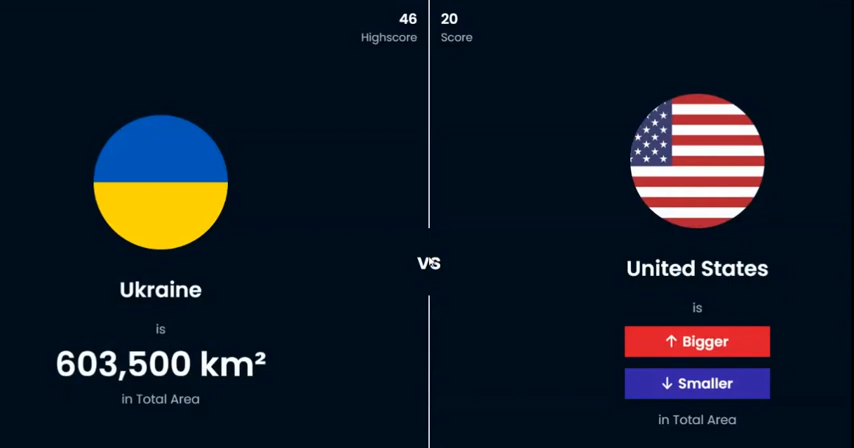 46
Highscore
20
Score
Ukraine
is
603,500 km²
in Total Area
VS
United States
is
↑ Bigger
↓ Smaller
in Total Area